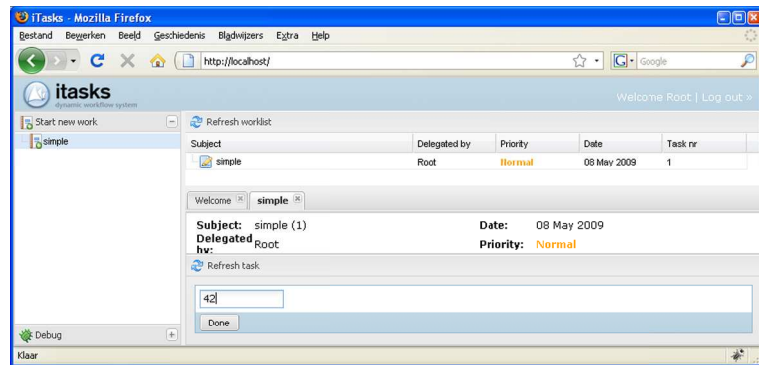 iTasks - Mozilla Firefox
Bestand Bewerken Beeld Geschiedenis Bladwijzers Extra Help
http://localhost/ G Google
itasks
dynamic workflow system
Welcome Root | Log out »
Start new work Refresh worklist
simple Subject Delegated by Priority Date Task nr
simple Root Normal 08 May 2009 1
Welcome simple
Subject: simple (1) Date: 08 May 2009
Delegated by: Root Priority: Normal
Refresh task
42
Done
Debug
Klaar